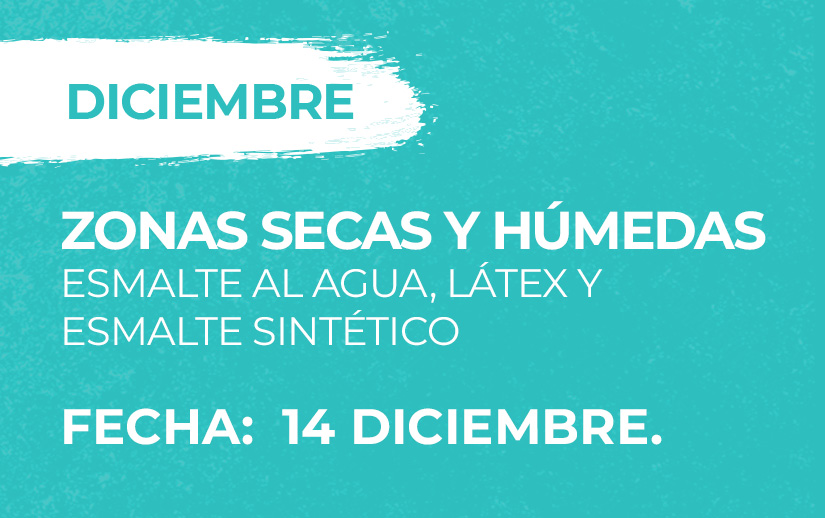 DICIEMBRE
ZONAS SECAS Y HÚMEDAS
ESMALTE AL AGUA, LÁTEX Y
ESMALTE SINTÉTICO
FECHA: 14 DICIEMBRE.